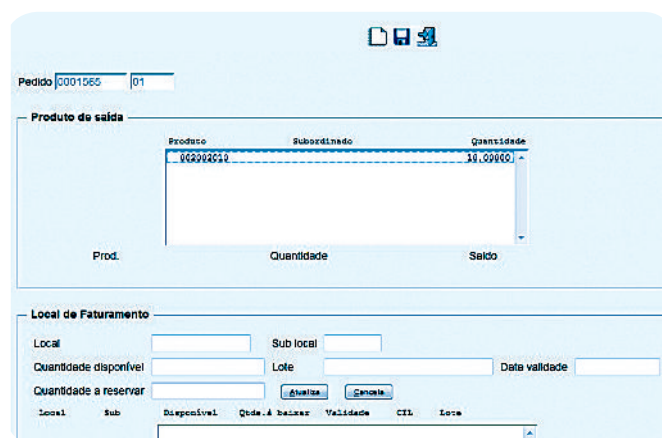 Pedido 0001565 01
Produto de saída
Produto Subordinado Quantidade
002002010 10.00000
Prod. Quantidade Saldo
Local de Faturamento
Local Sub local
Quantidade disponível Lote Data validade
Quantidade a reservar Atualiza Cancela
Local Sub Disponível Qtde.A baixar Validade CTL Lote